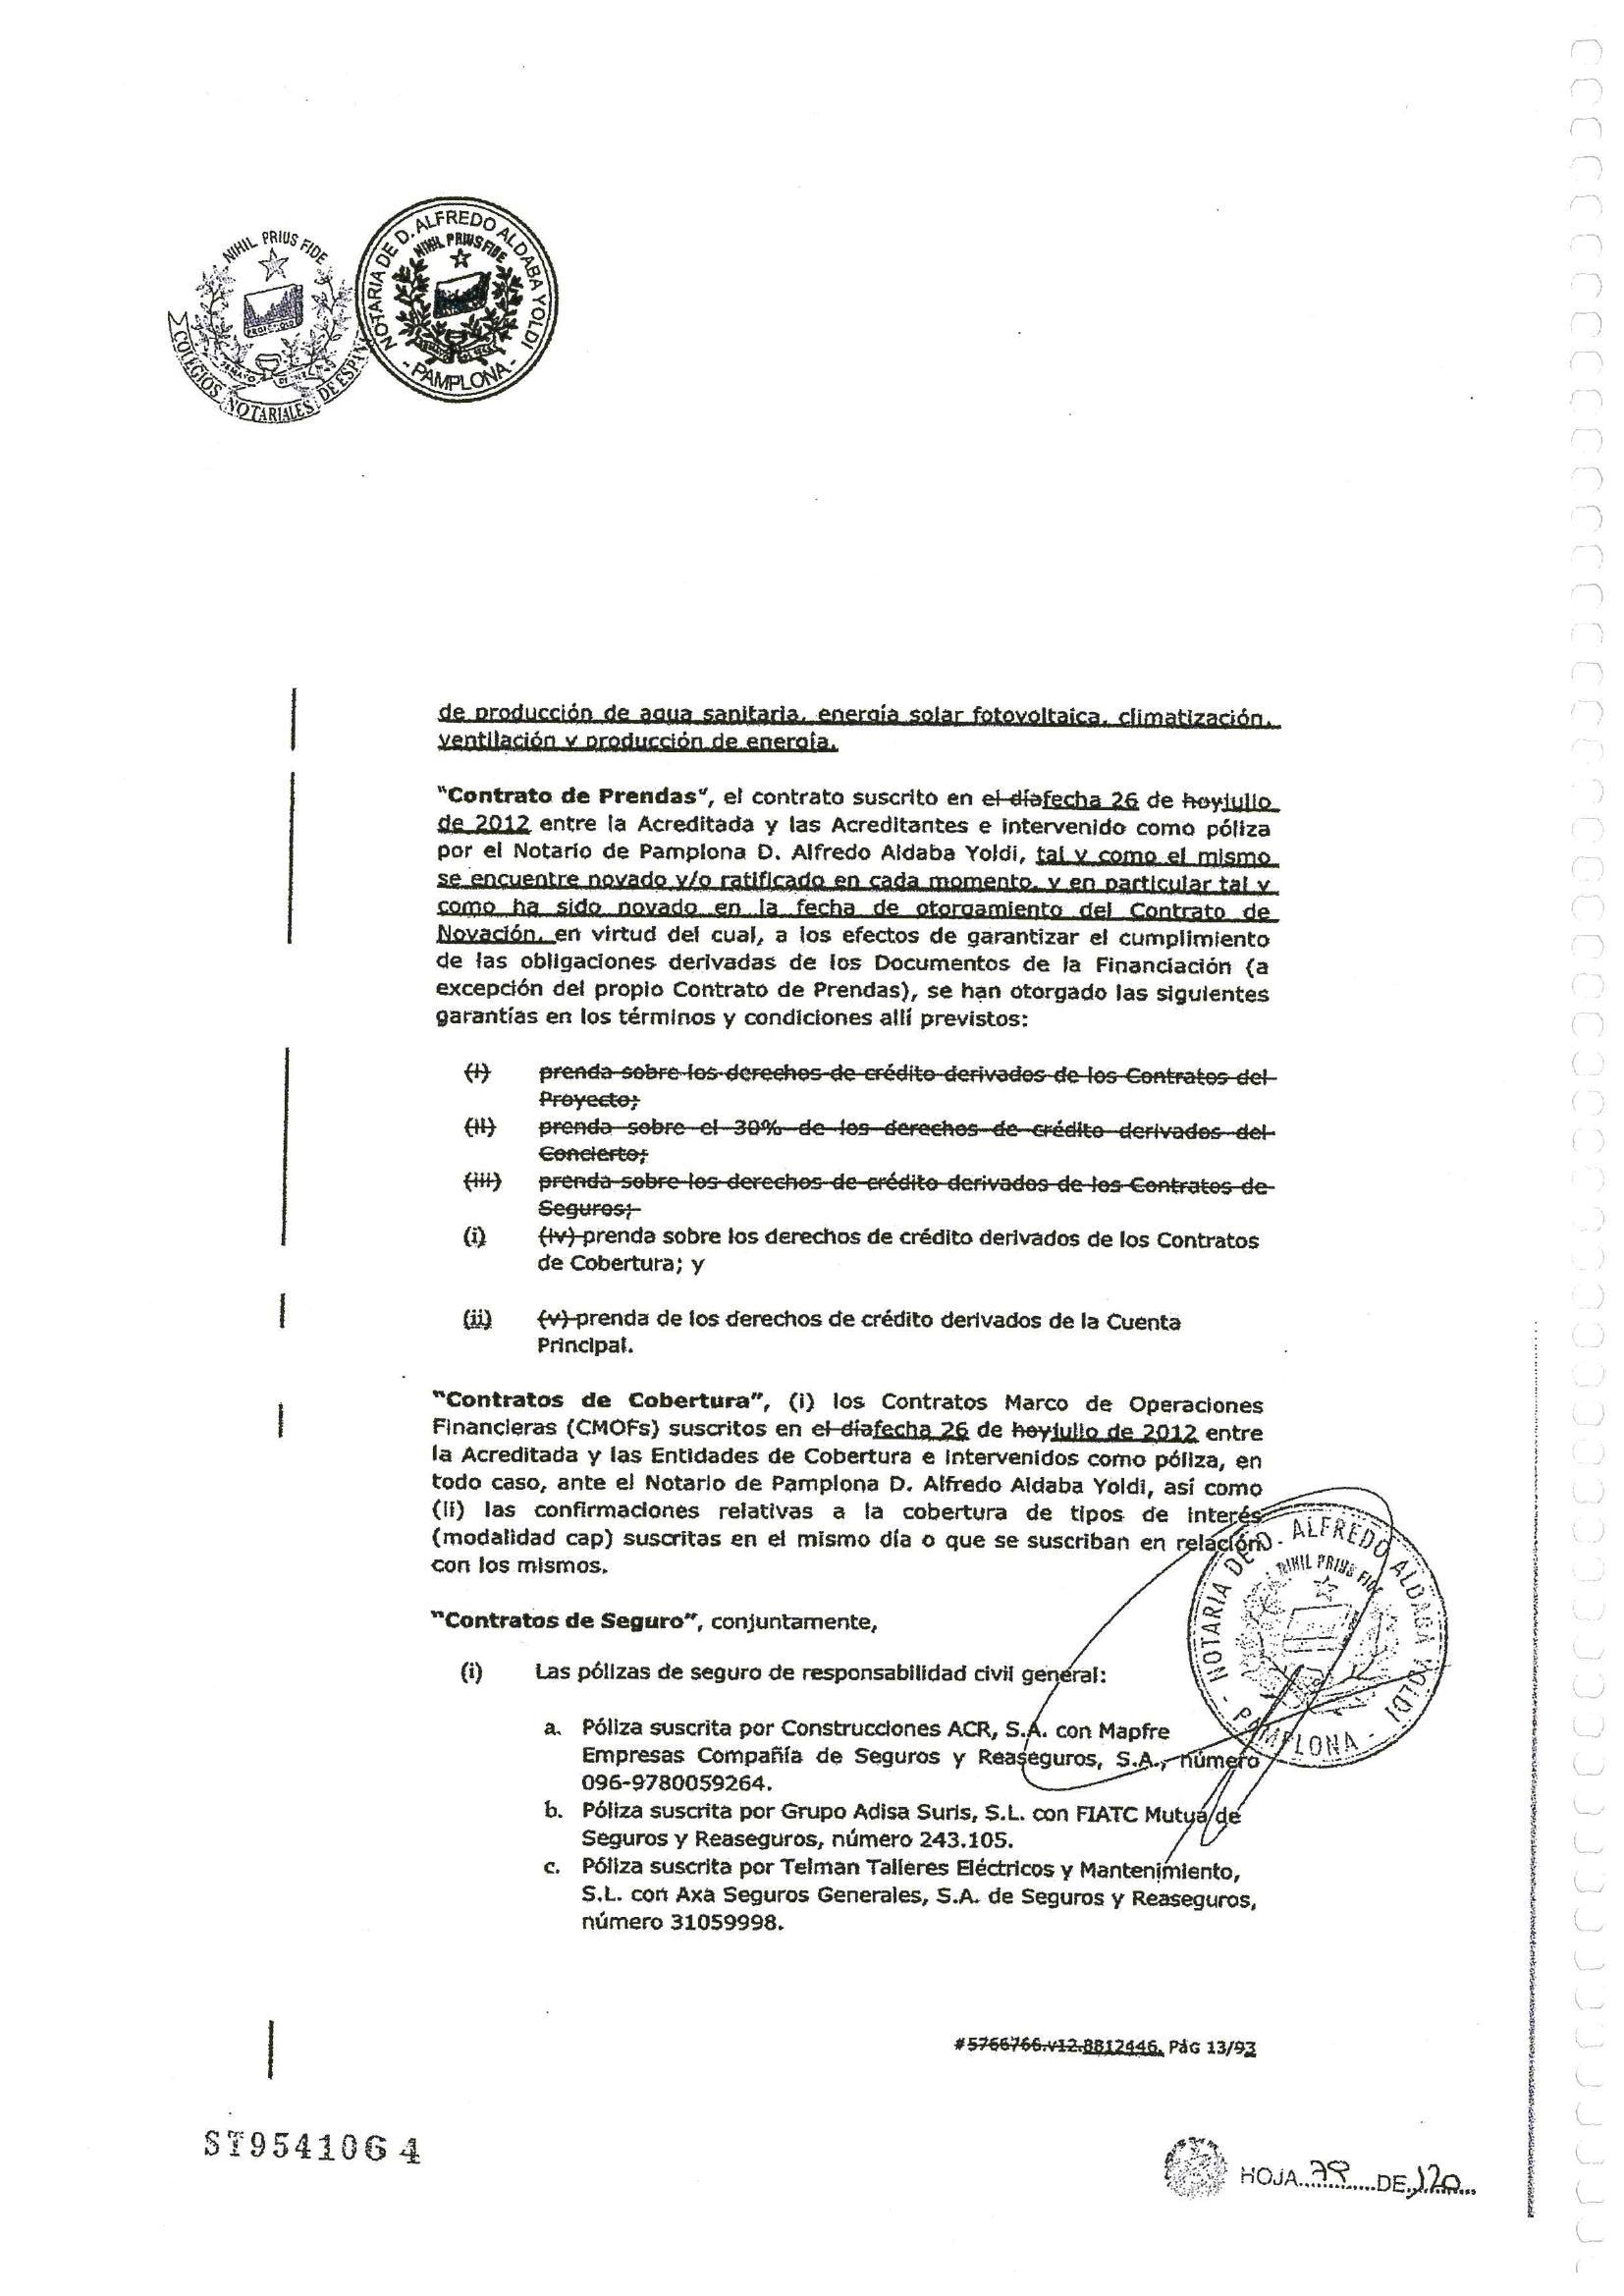 NIHIL PRIUS FIDE
COLEGIOS NOTARIALES DE ESPAÑA
NOTARIA DE D. ALFREDO ALDABA YOLDI
NIHIL PRIUS FIDE
- PAMPLONA -
de producción de agua sanitaria, energía solar fotovoltaica, climatización,
ventilación y producción de energía.
"Contrato de Prendas", el contrato suscrito en el díafecha 26 de hoyjulio
de 2012 entre la Acreditada y las Acreditantes e intervenido como póliza
por el Notario de Pamplona D. Alfredo Aldaba Yoldi, tal y como el mismo
se encuentre novado y/o ratificado en cada momento, y en particular tal y
como ha sido novado en la fecha de otorgamiento del Contrato de
Novación, en virtud del cual, a los efectos de garantizar el cumplimiento
de las obligaciones derivadas de los Documentos de la Financiación (a
excepción del propio Contrato de Prendas), se han otorgado las siguientes
garantías en los términos y condiciones allí previstos:
(i) prenda sobre los derechos de crédito derivados de los Contratos del
Proyecto;
(ii) prenda sobre el 30% de los derechos de crédito derivados del
Concierto;
(iii) prenda sobre los derechos de crédito derivados de los Contratos de
Seguros;
(i) (iv) prenda sobre los derechos de crédito derivados de los Contratos
de Cobertura; y
(ii) (v) prenda de los derechos de crédito derivados de la Cuenta
Principal.
"Contratos de Cobertura", (i) los Contratos Marco de Operaciones
Financieras (CMOFs) suscritos en el díafecha 26 de hoyjulio de 2012 entre
la Acreditada y las Entidades de Cobertura e intervenidos como póliza, en
todo caso, ante el Notario de Pamplona D. Alfredo Aldaba Yoldi, así como
(ii) las confirmaciones relativas a la cobertura de tipos de interés
(modalidad cap) suscritas en el mismo día o que se suscriban en relación
con los mismos.
NOTARIA DE D. ALFREDO ALDABA YOLDI
NIHIL PRIUS FIDE
- PAMPLONA -
"Contratos de Seguro", conjuntamente,
(i) Las pólizas de seguro de responsabilidad civil general:
a. Póliza suscrita por Construcciones ACR, S.A. con Mapfre
Empresas Compañía de Seguros y Reaseguros, S.A., número
096-9780059264.
b. Póliza suscrita por Grupo Adisa Suris, S.L. con FIATC Mutua de
Seguros y Reaseguros, número 243.105.
c. Póliza suscrita por Telman Talleres Eléctricos y Mantenimiento,
S.L. con Axa Seguros Generales, S.A. de Seguros y Reaseguros,
número 31059998.
#5766766.v12.8812446. PáG 13/93
ST9541064
HOJA 79 DE 120